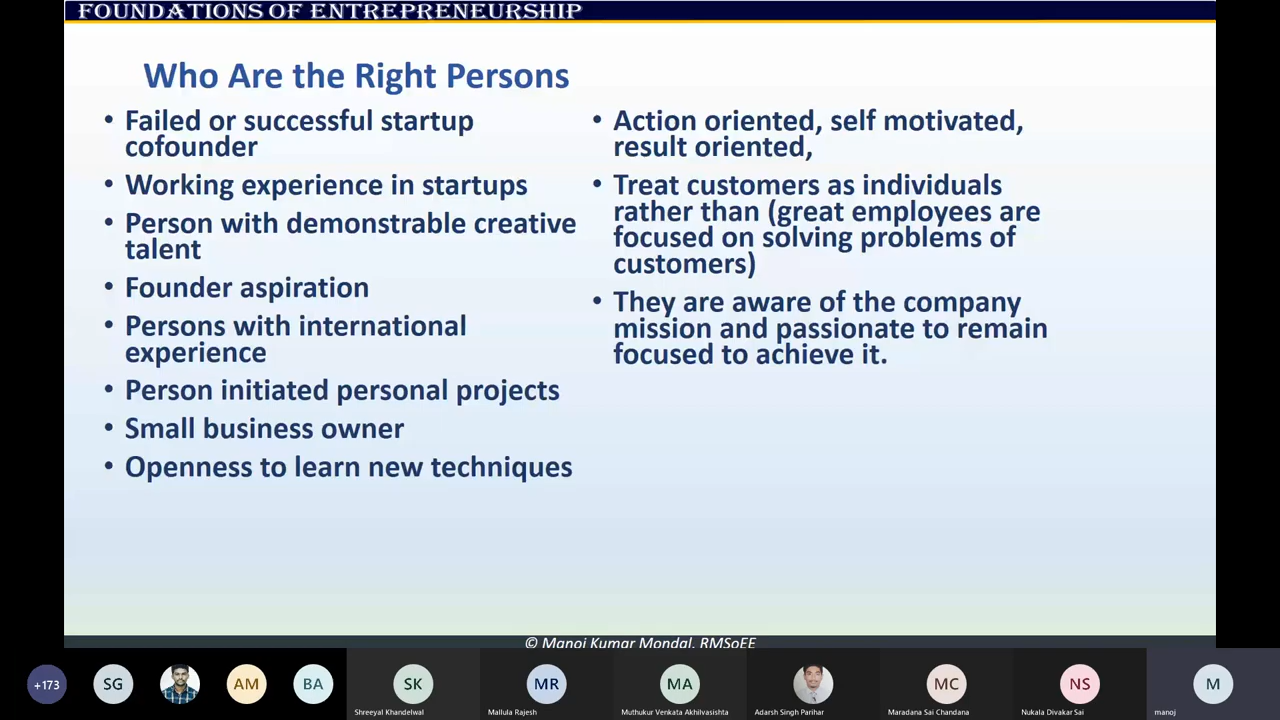 FOUNDATIONS OF ENTREPRENEURSHIP
Who Are the Right Persons
• Failed or successful startup
cofounder
• Working experience in startups
• Person with demonstrable creative
talent
• Founder aspiration
• Persons with international
experience
• Person initiated personal projects
• Small business owner
• Openness to learn new techniques
• Action oriented, self motivated,
result oriented,
• Treat customers as individuals
rather than (great employees are
focused on solving problems of
customers)
• They are aware of the company
mission and passionate to remain
focused to achieve it.
© Manoj Kumar Mondal, RMSoEE
+173
SG
AM
BA
SK
Shreeyal Khandelwal
MR
Mallula Rajesh
MA
Muthukur Venkata Akhilvasishta
Adarsh Singh Parihar
MC
Maradana Sai Chandana
NS
Nukala Divakar Sai
M
manoj